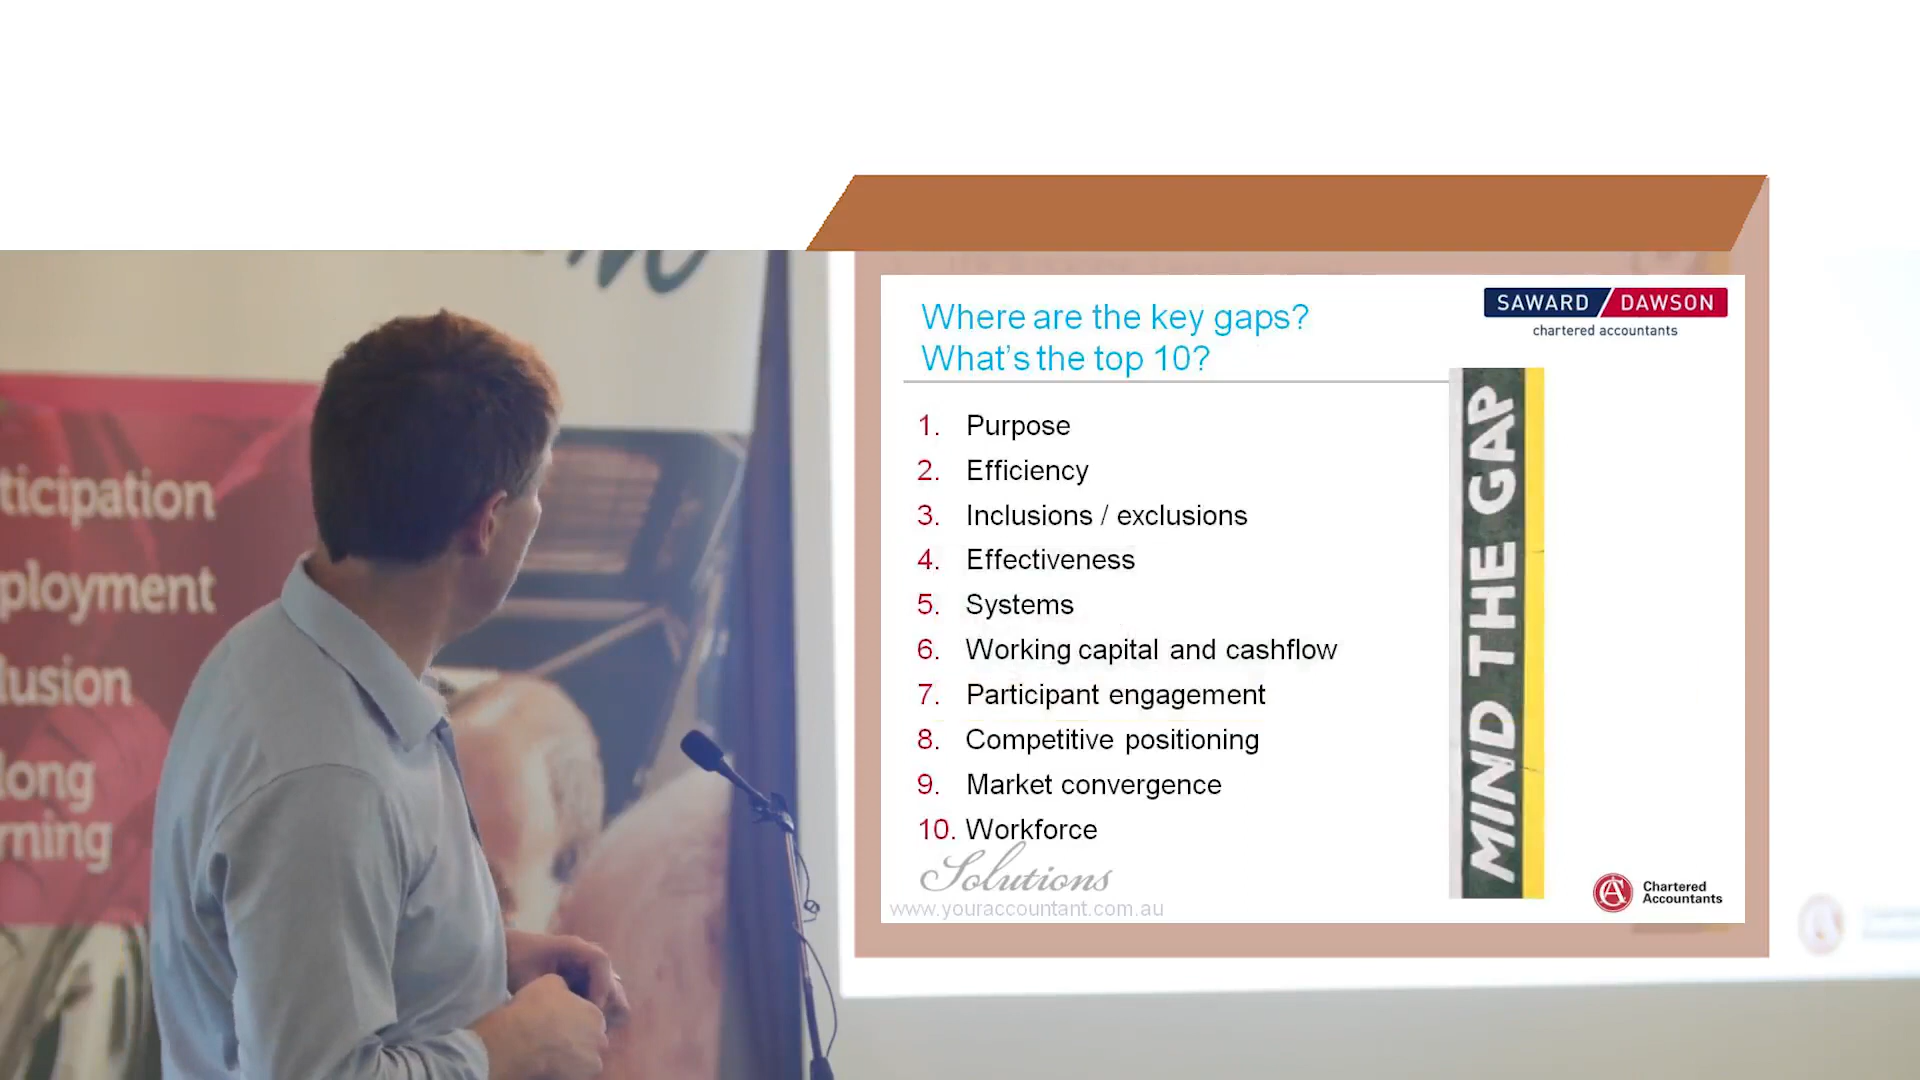 ticipation
ployment
lusion
long
rning
Where are the key gaps?
What's the top 10?
SAWARD / DAWSON
chartered accountants
1. Purpose
2. Efficiency
3. Inclusions / exclusions
4. Effectiveness
5. Systems
6. Working capital and cashflow
7. Participant engagement
8. Competitive positioning
9. Market convergence
10. Workforce
MIND THE GAP
Solutions
www.youraccountant.com.au
Chartered
Accountants